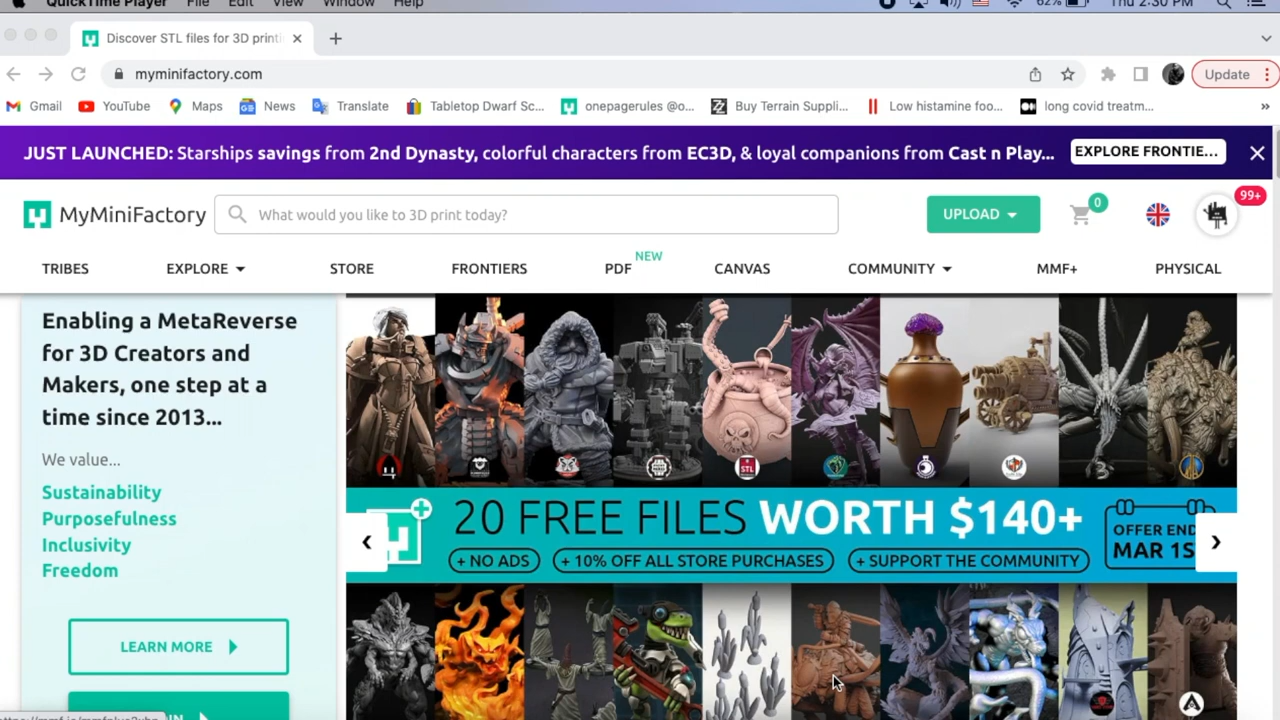 QuickTime Player File Edit View Window Help 62% Thu 2:30 PM
Discover STL files for 3D printi
myminifactory.com Update
Gmail YouTube Maps News Translate Tabletop Dwarf Sc... onepagerules @o... Buy Terrain Suppli... Low histamine foo... long covid treatm... »
JUST LAUNCHED: Starships savings from 2nd Dynasty, colorful characters from EC3D, & loyal companions from Cast n Play... EXPLORE FRONTIE...
MyMiniFactory What would you like to 3D print today? UPLOAD 0 99+
NEW
TRIBES EXPLORE STORE FRONTIERS PDF CANVAS COMMUNITY MMF+ PHYSICAL
Enabling a MetaReverse
for 3D Creators and
Makers, one step at a
time since 2013...
We value...
Sustainability
Purposefulness
Inclusivity
Freedom
LEARN MORE
STL
20 FREE FILES WORTH $140+
+ NO ADS + 10% OFF ALL STORE PURCHASES + SUPPORT THE COMMUNITY
OFFER END
MAR 1S